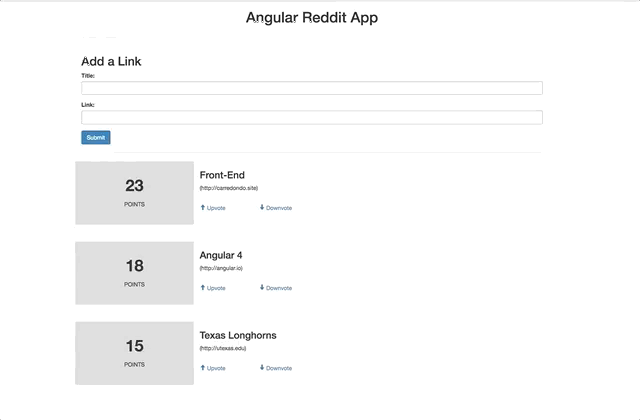 Angular Reddit App
Add a Link
Title:
Link:
Submit
23
POINTS
Front-End
(http://carredondo.site)
Upvote Downvote
18
POINTS
Angular 4
(http://angular.io)
Upvote Downvote
15
POINTS
Texas Longhorns
(http://utexas.edu)
Upvote Downvote